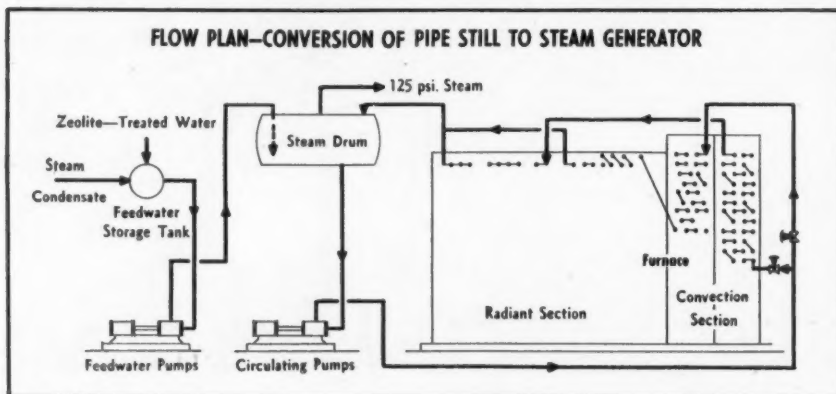 FLOW PLAN—CONVERSION OF PIPE STILL TO STEAM GENERATOR
125 psi. Steam
Zeolite—Treated Water
Steam Drum
Steam
Condensate
Feedwater
Storage Tank
Furnace
Radiant Section
Convection
Section
Feedwater Pumps
Circulating Pumps